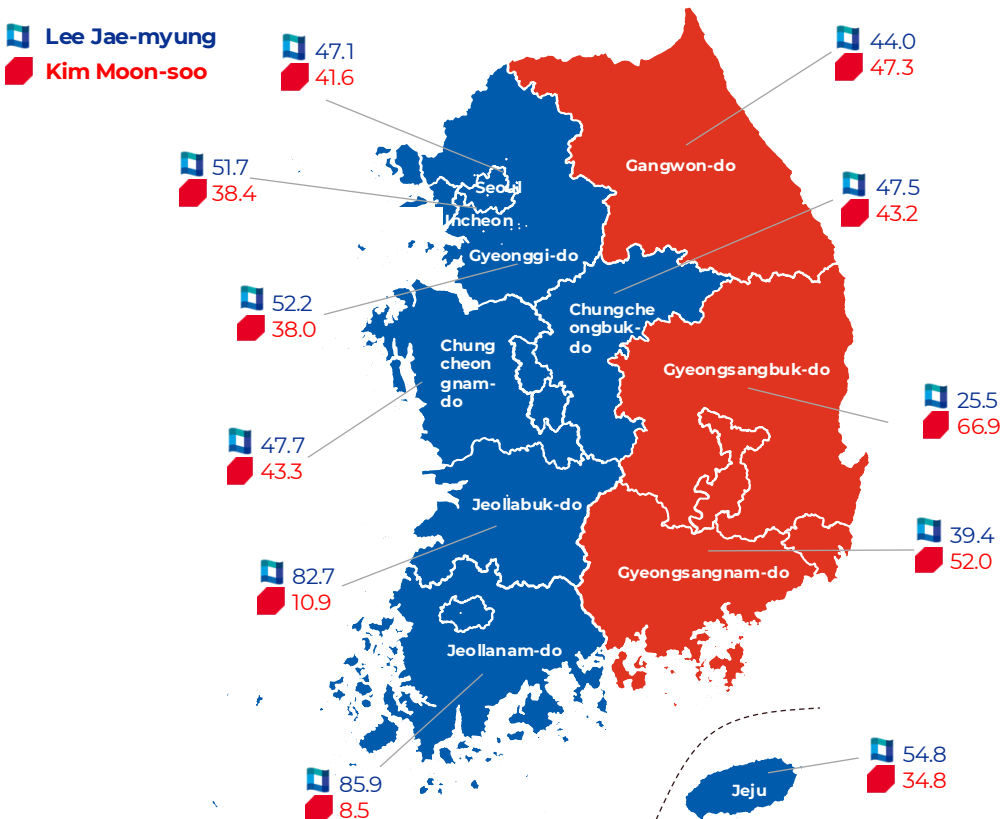 Lee Jae-myung
Kim Moon-soo
47.1
41.6
44.0
47.3
51.7
38.4
47.5
43.2
52.2
38.0
25.5
66.9
47.7
43.3
39.4
52.0
82.7
10.9
85.9
8.5
54.8
34.8
Gangwon-do
Seoul
Incheon
Gyeonggi-do
Chungche
ongbuk-
do
Chung
cheon
gnam-
do
Gyeongsangbuk-do
Jeollabuk-do
Gyeongsangnam-do
Jeollanam-do
Jeju